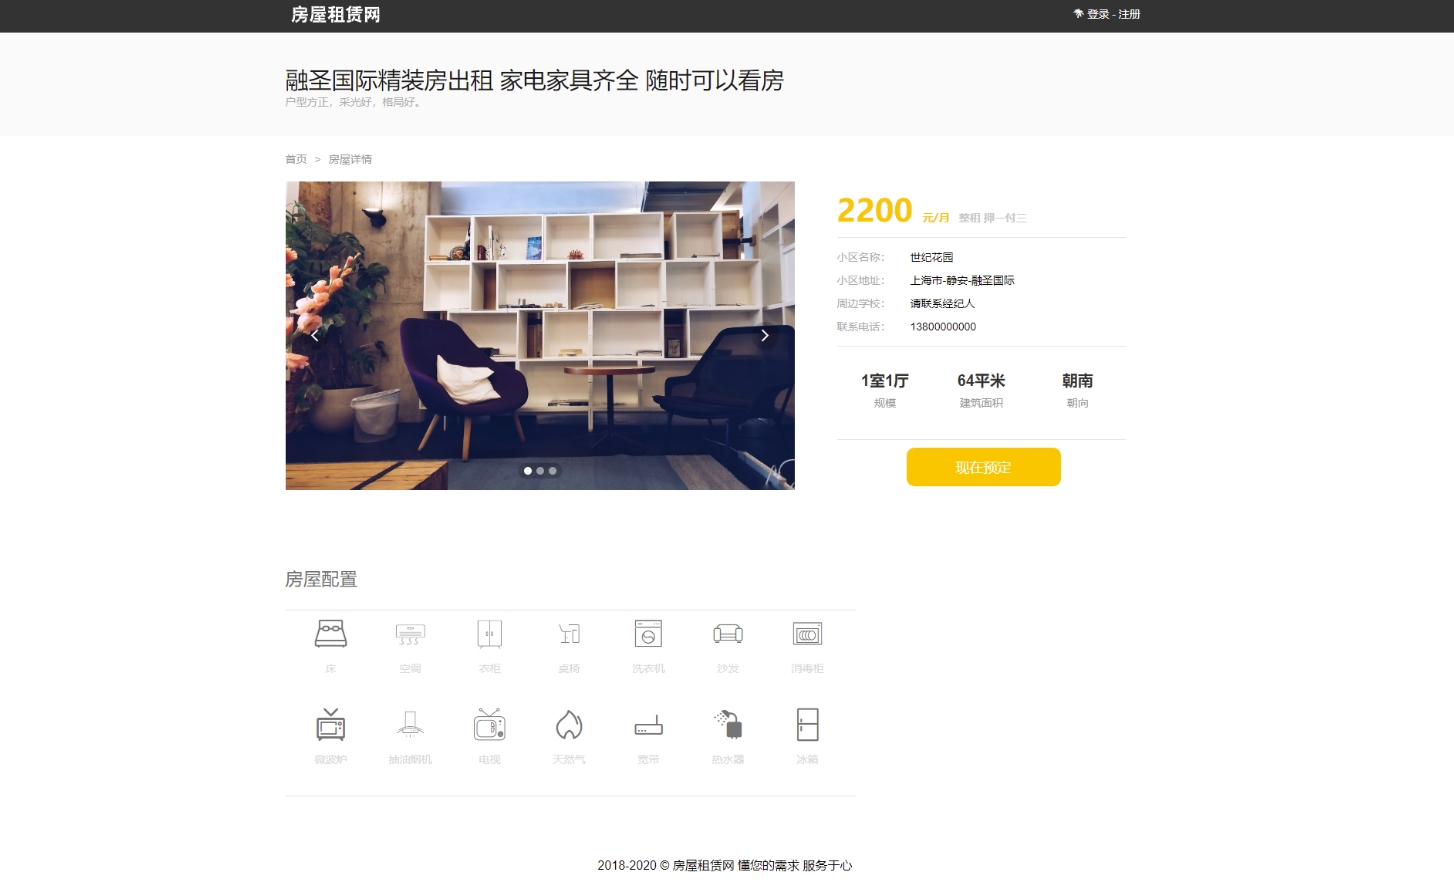 房屋租赁网
登录 - 注册
融圣国际精装房出租 家电家具齐全 随时可以看房
户型方正，采光好，格局好。
首页 > 房屋详情
2200 元/月 整租 押一付三
小区名称： 世纪花园
小区地址： 上海市-静安-融圣国际
周边学校： 请联系经纪人
联系电话： 13800000000
1室1厅 64平米 朝南
规模 建筑面积 朝向
现在预定
房屋配置
床 空调 衣柜 桌椅 洗衣机 沙发 消毒柜
微波炉 抽油烟机 电视 天然气 宽带 热水器 冰箱
2018-2020 © 房屋租赁网 懂您的需求 服务于心